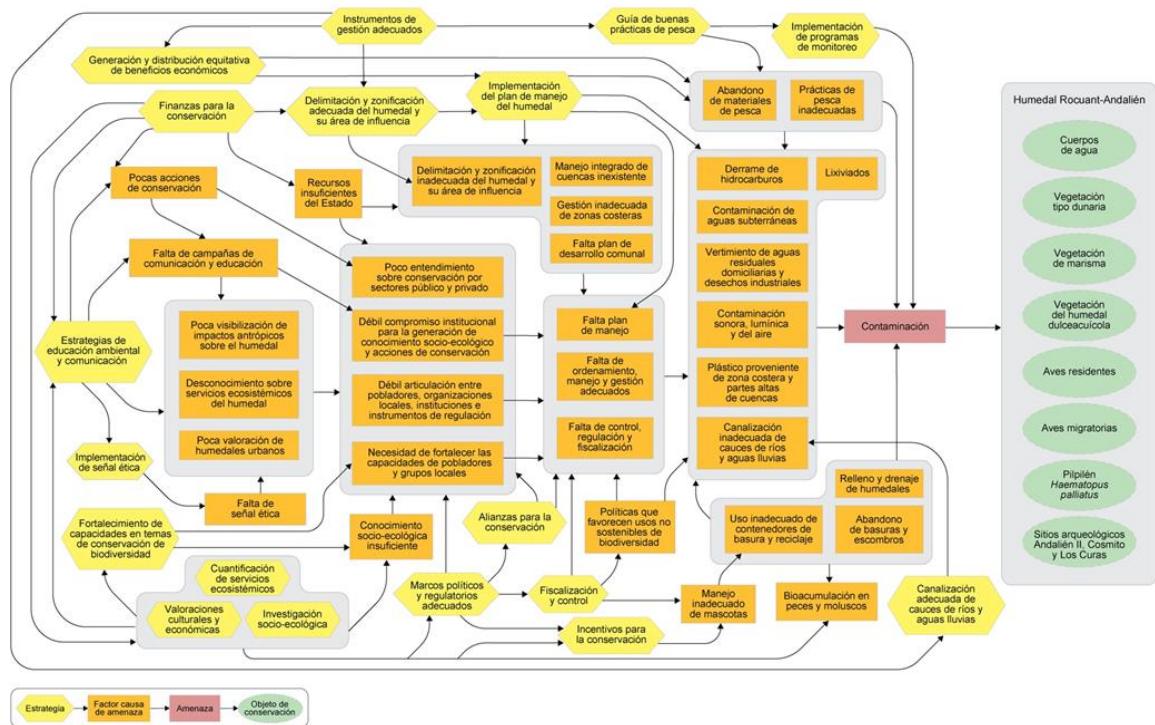 Instrumentos de
gestión adecuados
Guía de buenas
prácticas de pesca
Implementación
de programas
de monitoreo
Generación y distribución equitativa
de beneficios económicos
Finanzas para la
conservación
Delimitación y zonificación
adecuada del humedal y
su área de influencia
Implementación
del plan de manejo
del humedal
Abandono
de materiales
de pesca
Prácticas de
pesca
inadecuadas
Humedal Rocuant-Andalién
Cuerpos
de agua
Vegetación
tipo dunaria
Vegetación
de marisma
Vegetación
del humedal
dulceacuícola
Aves residentes
Aves migratorias
Pilpilén
Haematopus
palliatus
Sitios arqueológicos
Andalién II, Cosmito
y Los Curas
Pocas acciones
de conservación
Recursos
insuficientes
del Estado
Delimitación y zonificación
inadecuada del humedal y
su área de influencia
Manejo integrado de
cuencas inexistente
Gestión inadecuada
de zonas costeras
Falta plan de
desarrollo comunal
Derrame de
hidrocarburos
Lixiviados
Contaminación de
aguas subterráneas
Vertimiento de aguas
residuales
domiciliarias y
desechos industriales
Contaminación
sonora, lumínica
y del aire
Plástico proveniente
de zona costera y
partes altas
de cuencas
Canalización
inadecuada de
cauces de ríos
y aguas lluvias
Contaminación
Falta de campañas de
comunicación y educación
Poco entendimiento
sobre conservación por
sectores público y privado
Débil compromiso institucional
para la generación de
conocimiento socio-ecológico
y acciones de conservación
Débil articulación entre
pobladores, organizaciones
locales, instituciones e
instrumentos de regulación
Necesidad de fortalecer las
capacidades de pobladores
y grupos locales
Falta plan
de manejo
Falta de
ordenamiento,
manejo y gestión
adecuados
Falta de control,
regulación y
fiscalización
Estrategias de
educación ambiental
y comunicación
Poca visibilización de
impactos antrópicos
sobre el humedal
Desconocimiento sobre
servicios ecosistémicos
del humedal
Poca valoración de
humedales urbanos
Implementación
de señal ética
Falta de
señal ética
Fortalecimiento de
capacidades en temas
de conservación de
biodiversidad
Conocimiento
socio-ecológica
insuficiente
Alianzas para la
conservación
Políticas que
favorecen usos no
sostenibles de
biodiversidad
Uso inadecuado de
contenedores de
basura y reciclaje
Relleno y drenaje
de humedales
Abandono de
basuras y
escombros
Cuantificación
de servicios
ecosistémicos
Valoraciones
culturales y
económicas
Investigación
socio-ecológica
Marcos políticos
y regulatorios
adecuados
Fiscalización
y control
Manejo
inadecuado
de mascotas
Bioacumulación en
peces y moluscos
Canalización
adecuada de
cauces de ríos y
aguas lluvias
Incentivos para
la conservación
Estrategia
Factor causa
de amenaza
Amenaza
Objeto de
conservación